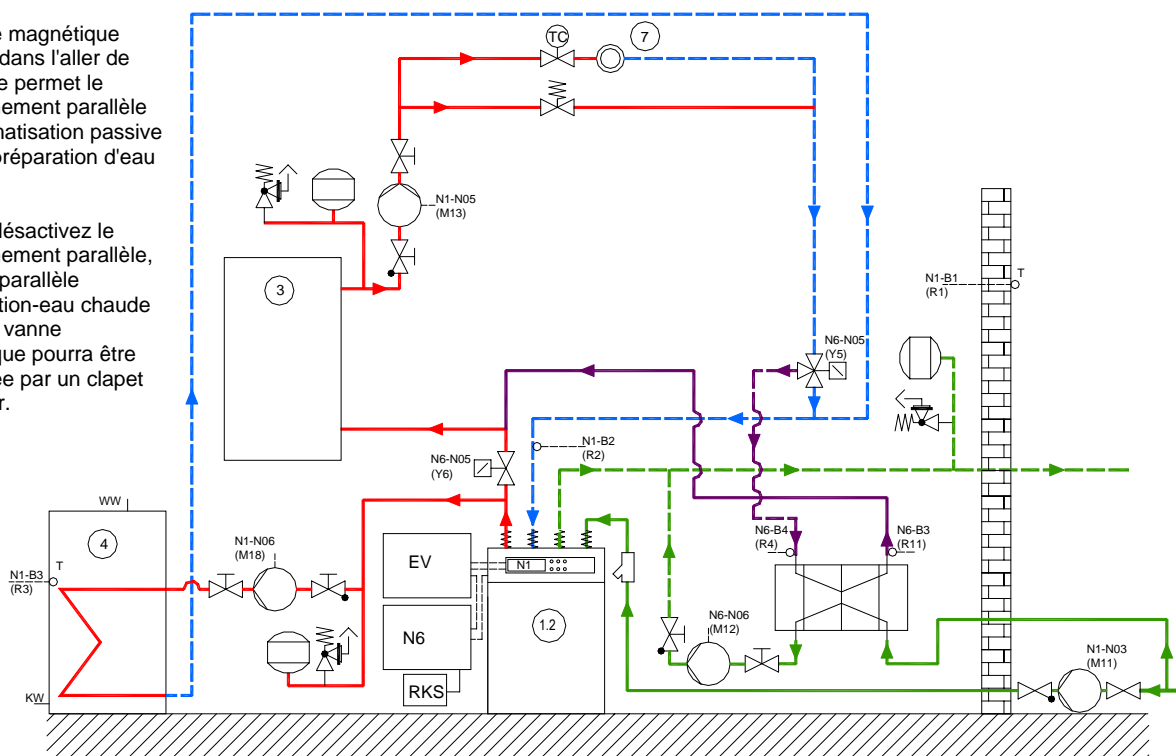 e magnétique
dans l'aller de
e permet le
nement parallèle
matisation passive
préparation d'eau
désactivez le
nement parallèle,
parallèle
tion-eau chaude
vanne
que pourra être
ée par un clapet
r.
TC
7
N1-N05
(M13)
3
N1-B1
(R1)
T
N6-N05
(Y5)
N1-B2
(R2)
N6-N05
(Y6)
WW
4
N1-N06
(M18)
N1-B3
(R3)
T
KW
EV
N6
RKS
N1
1.2
N6-B4
(R4)
N6-B3
(R11)
N6-N06
(M12)
N1-N03
(M11)